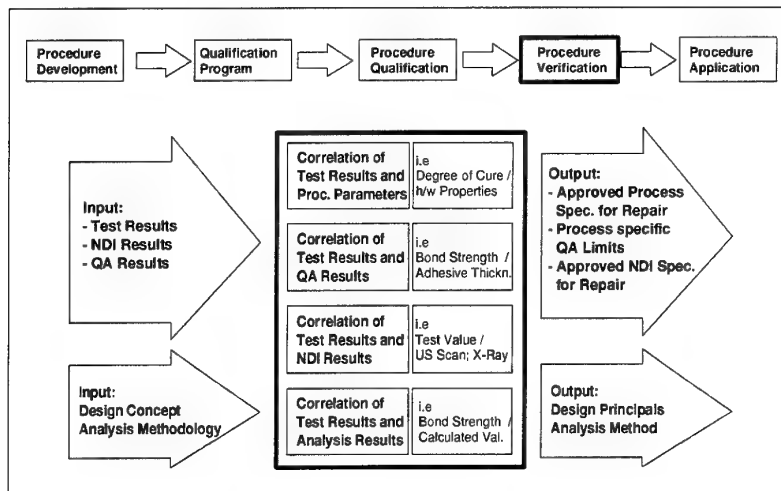 Procedure
Development
Qualification
Program
Procedure
Qualification
Procedure
Verification
Procedure
Application
Input:
- Test Results
- NDI Results
- QA Results
Correlation of
Test Results and
Proc. Parameters
i.e
Degree of Cure /
h/w Properties
Correlation of
Test Results and
QA Results
i.e
Bond Strength /
Adhesive Thickn.
Correlation of
Test Results and
NDI Results
i.e
Test Value /
US Scan; X-Ray
Correlation of
Test Results and
Analysis Results
i.e
Bond Strength /
Calculated Val.
Output:
- Approved Process
Spec. for Repair
- Process specific
QA Limits
- Approved NDI Spec.
for Repair
Input:
Design Concept
Analysis Methodology
Output:
Design Principals
Analysis Method